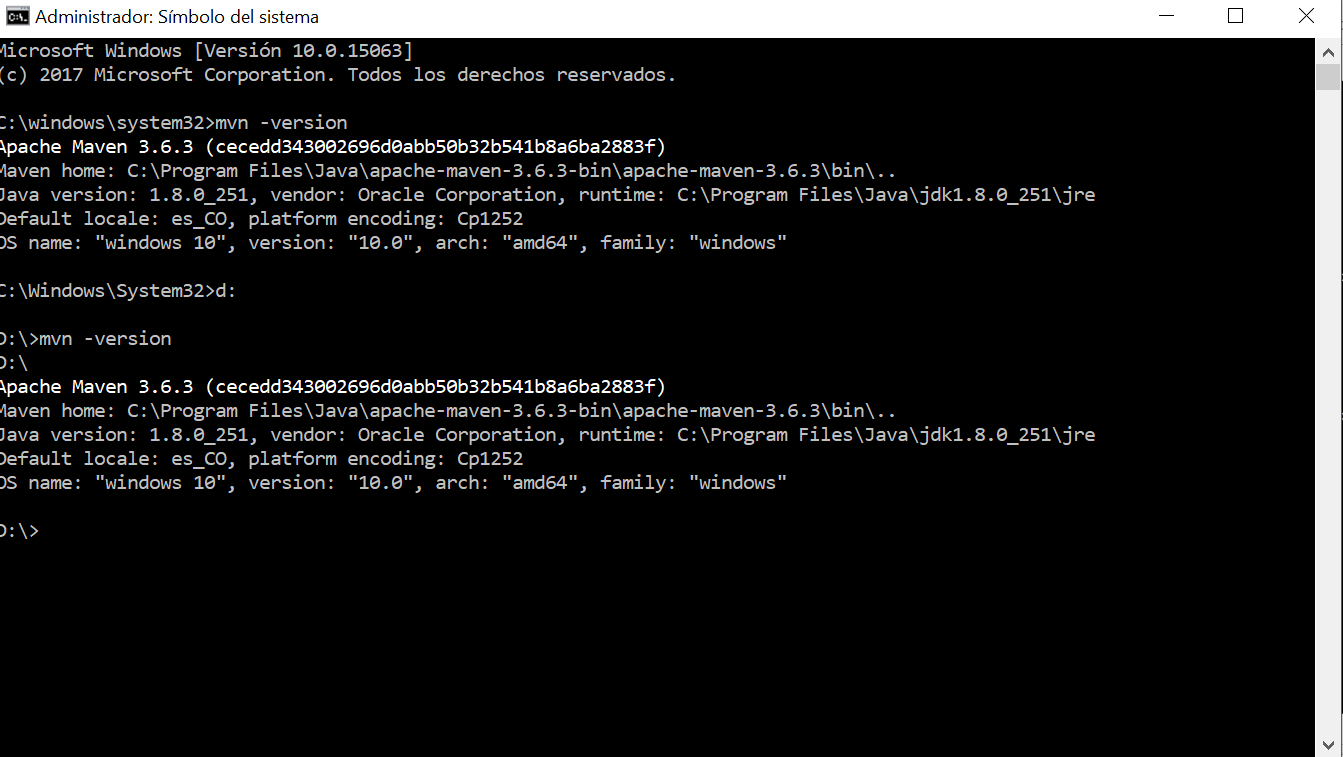 Administrador: Símbolo del sistema
Microsoft Windows [Versión 10.0.15063]
(c) 2017 Microsoft Corporation. Todos los derechos reservados.
C:\windows\system32>mvn -version
Apache Maven 3.6.3 (cecedd343002696d0abb50b32b541b8a6ba2883f)
Maven home: C:\Program Files\Java\apache-maven-3.6.3-bin\apache-maven-3.6.3\bin\..
Java version: 1.8.0_251, vendor: Oracle Corporation, runtime: C:\Program Files\Java\jdk1.8.0_251\jre
Default locale: es_CO, platform encoding: Cp1252
OS name: "windows 10", version: "10.0", arch: "amd64", family: "windows"
C:\Windows\System32>d:
D:\>mvn -version
D:\
Apache Maven 3.6.3 (cecedd343002696d0abb50b32b541b8a6ba2883f)
Maven home: C:\Program Files\Java\apache-maven-3.6.3-bin\apache-maven-3.6.3\bin\..
Java version: 1.8.0_251, vendor: Oracle Corporation, runtime: C:\Program Files\Java\jdk1.8.0_251\jre
Default locale: es_CO, platform encoding: Cp1252
OS name: "windows 10", version: "10.0", arch: "amd64", family: "windows"
D:\>